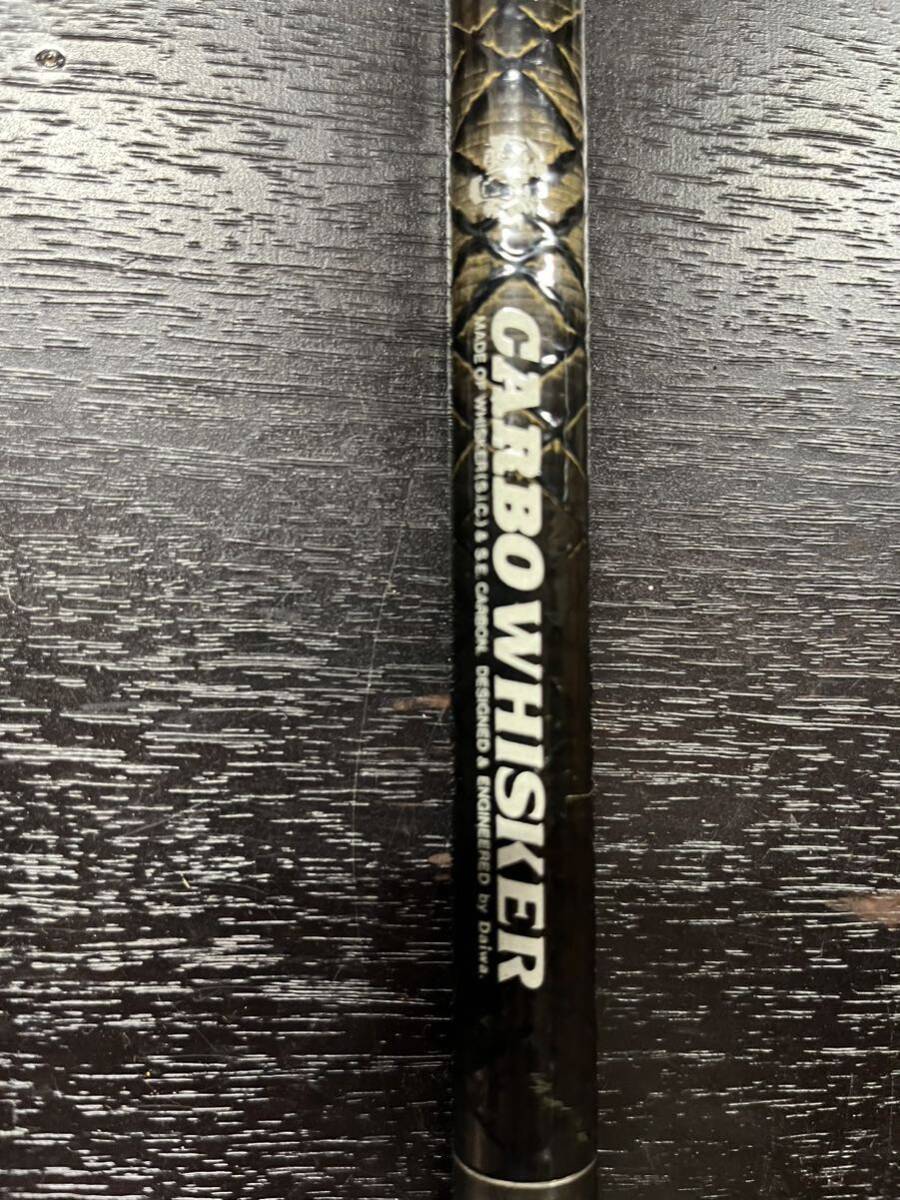 CARBO WHISKER
MADE OF WHISKER(S.I.C.) & S.E. CARBON, DESIGNED & ENGINEERED by Daiwa.